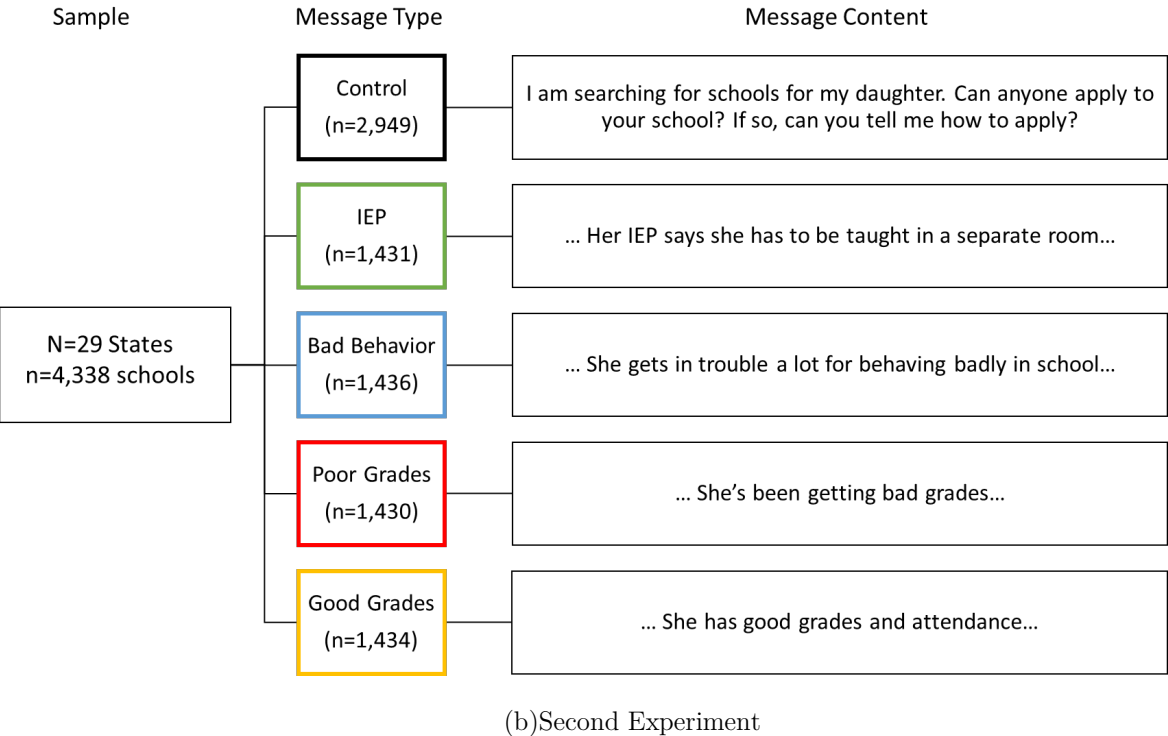 Sample
Message Type
Message Content
Control
(n=2,949)
I am searching for schools for my daughter. Can anyone apply to
your school? If so, can you tell me how to apply?
IEP
(n=1,431)
... Her IEP says she has to be taught in a separate room...
N=29 States
n=4,338 schools
Bad Behavior
(n=1,436)
... She gets in trouble a lot for behaving badly in school...
Poor Grades
(n=1,430)
... She’s been getting bad grades...
Good Grades
(n=1,434)
... She has good grades and attendance...
(b)Second Experiment